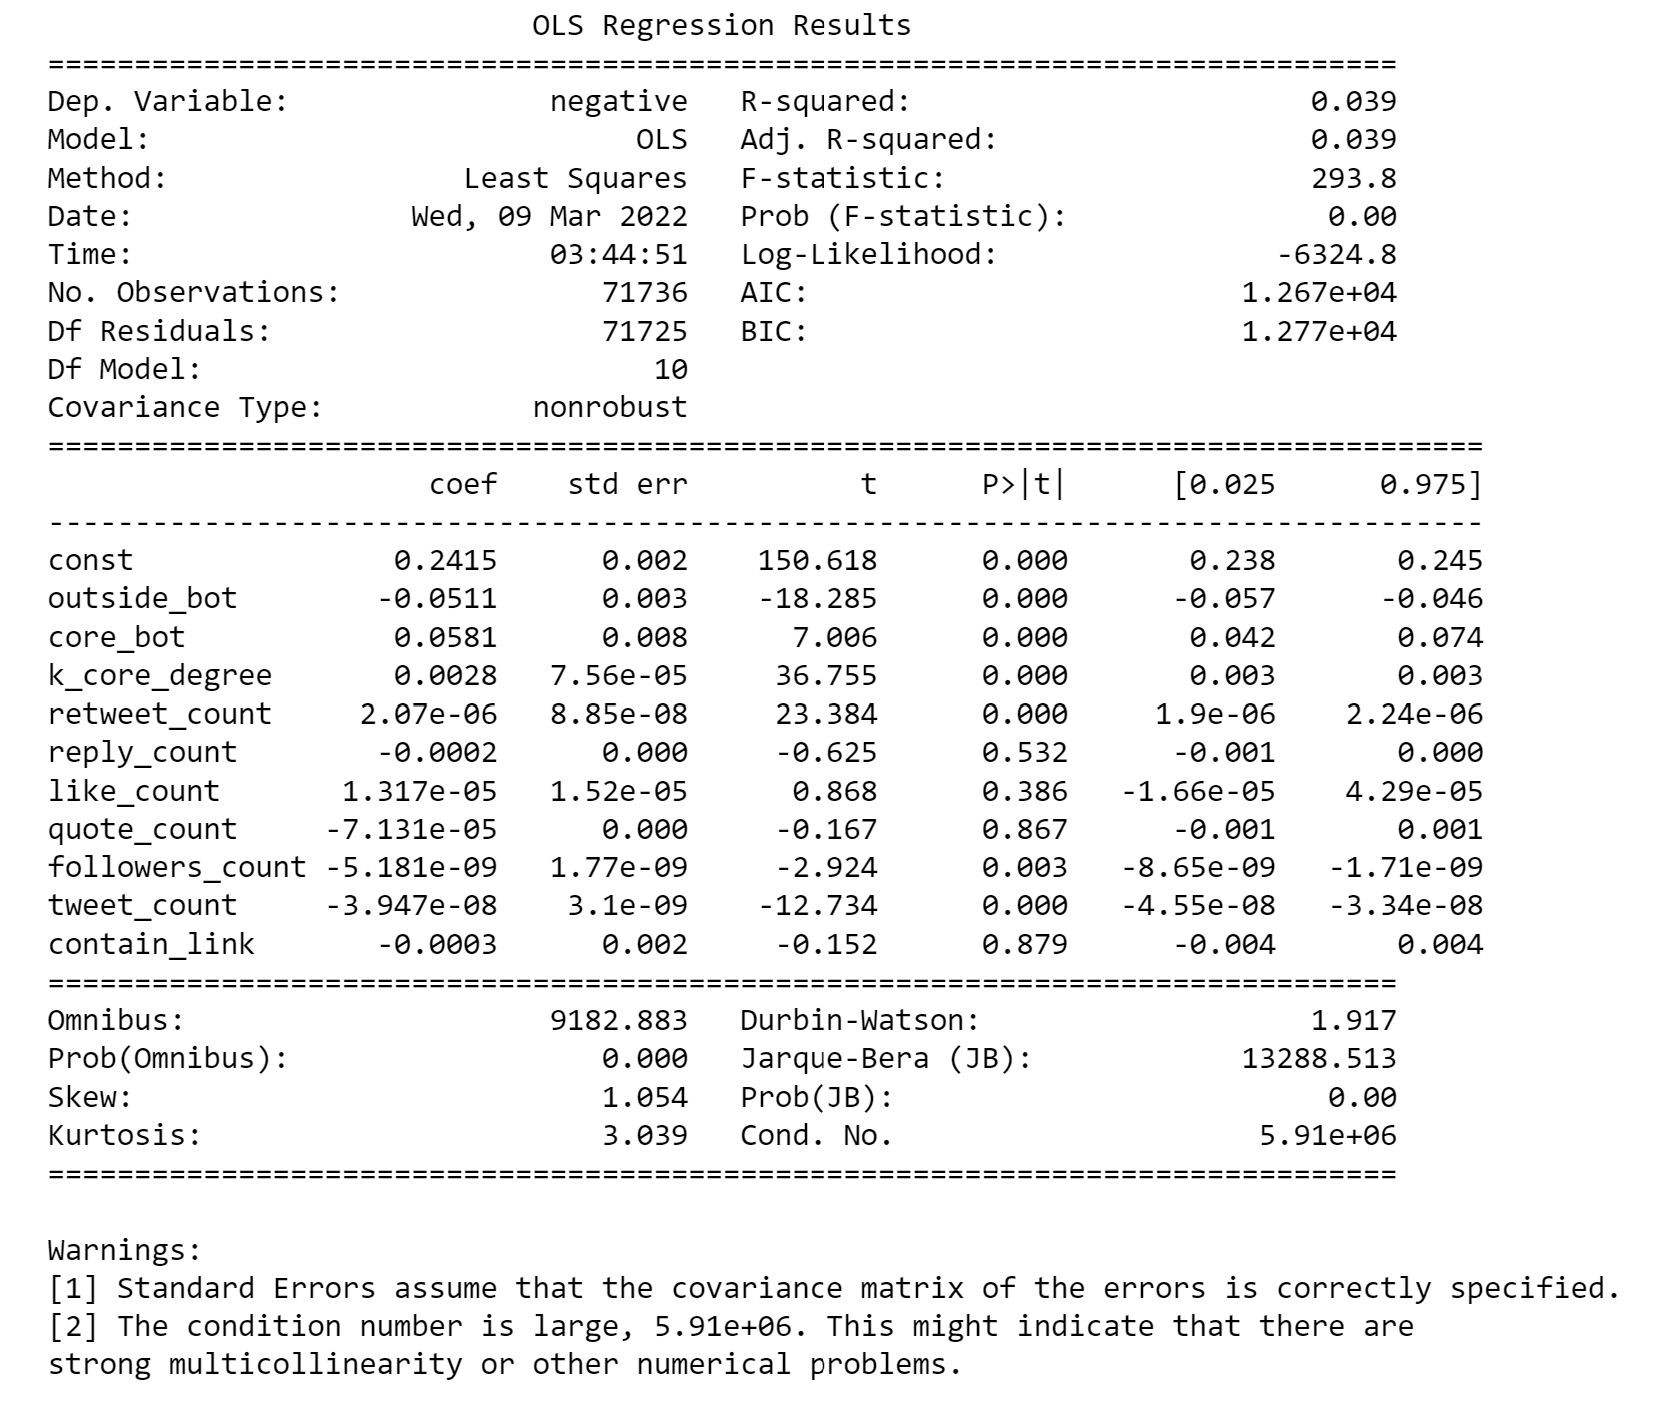 OLS Regression Results
==============================================================================
Dep. Variable:               negative   R-squared:                       0.039
Model:                            OLS   Adj. R-squared:                  0.039
Method:                 Least Squares   F-statistic:                     293.8
Date:                Wed, 09 Mar 2022   Prob (F-statistic):               0.00
Time:                        03:44:51   Log-Likelihood:                -6324.8
No. Observations:               71736   AIC:                         1.267e+04
Df Residuals:                   71725   BIC:                         1.277e+04
Df Model:                          10
Covariance Type:            nonrobust
===================================================================================
                      coef    std err          t      P>|t|      [0.025      0.975]
-----------------------------------------------------------------------------------
const               0.2415      0.002    150.618      0.000       0.238       0.245
outside_bot        -0.0511      0.003    -18.285      0.000      -0.057      -0.046
core_bot            0.0581      0.008      7.006      0.000       0.042       0.074
k_core_degree       0.0028   7.56e-05     36.755      0.000       0.003       0.003
retweet_count     2.07e-06   8.85e-08     23.384      0.000     1.9e-06    2.24e-06
reply_count        -0.0002      0.000     -0.625      0.532      -0.001       0.000
like_count       1.317e-05   1.52e-05      0.868      0.386   -1.66e-05    4.29e-05
quote_count     -7.131e-05      0.000     -0.167      0.867      -0.001       0.001
followers_count -5.181e-09   1.77e-09     -2.924      0.003   -8.65e-09   -1.71e-09
tweet_count     -3.947e-08    3.1e-09    -12.734      0.000   -4.55e-08   -3.34e-08
contain_link       -0.0003      0.002     -0.152      0.879      -0.004       0.004
==============================================================================
Omnibus:                     9182.883   Durbin-Watson:                   1.917
Prob(Omnibus):                  0.000   Jarque-Bera (JB):            13288.513
Skew:                           1.054   Prob(JB):                         0.00
Kurtosis:                       3.039   Cond. No.                     5.91e+06
==============================================================================
Warnings:
[1] Standard Errors assume that the covariance matrix of the errors is correctly specified.
[2] The condition number is large, 5.91e+06. This might indicate that there are
strong multicollinearity or other numerical problems.